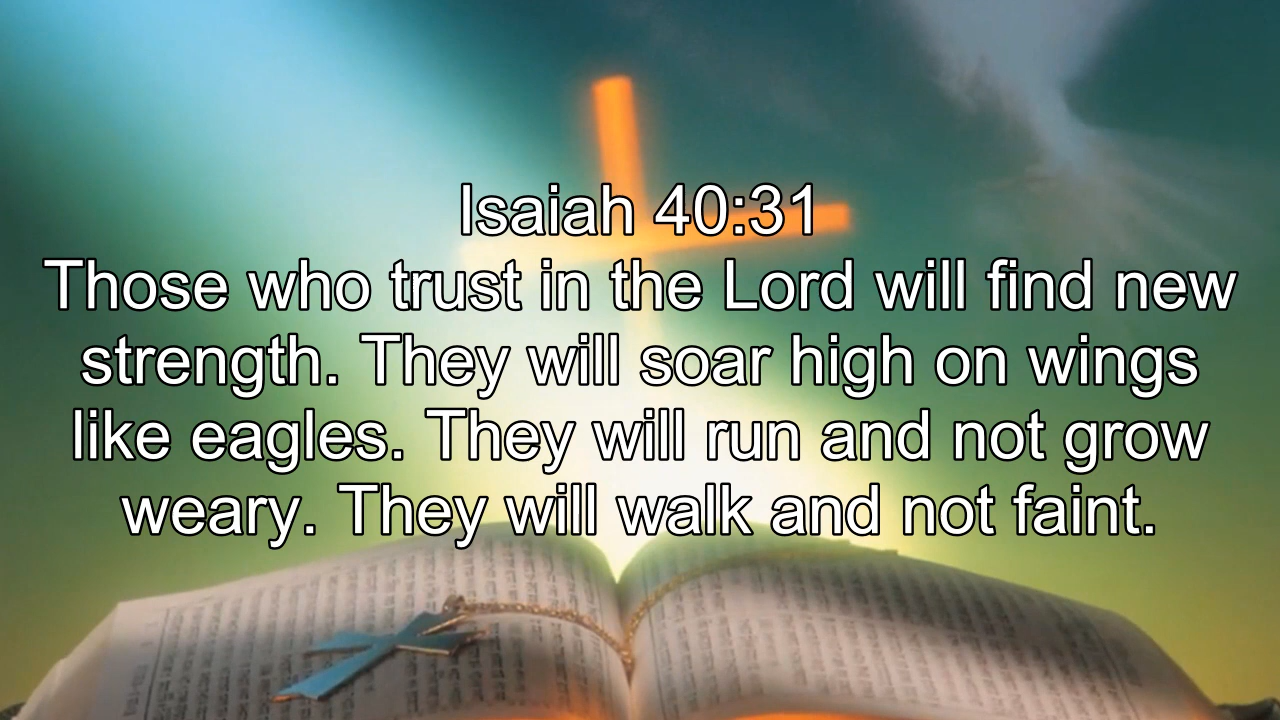 Isaiah 40:31
Those who trust in the Lord will find new
strength. They will soar high on wings
like eagles. They will run and not grow
weary. They will walk and not faint.